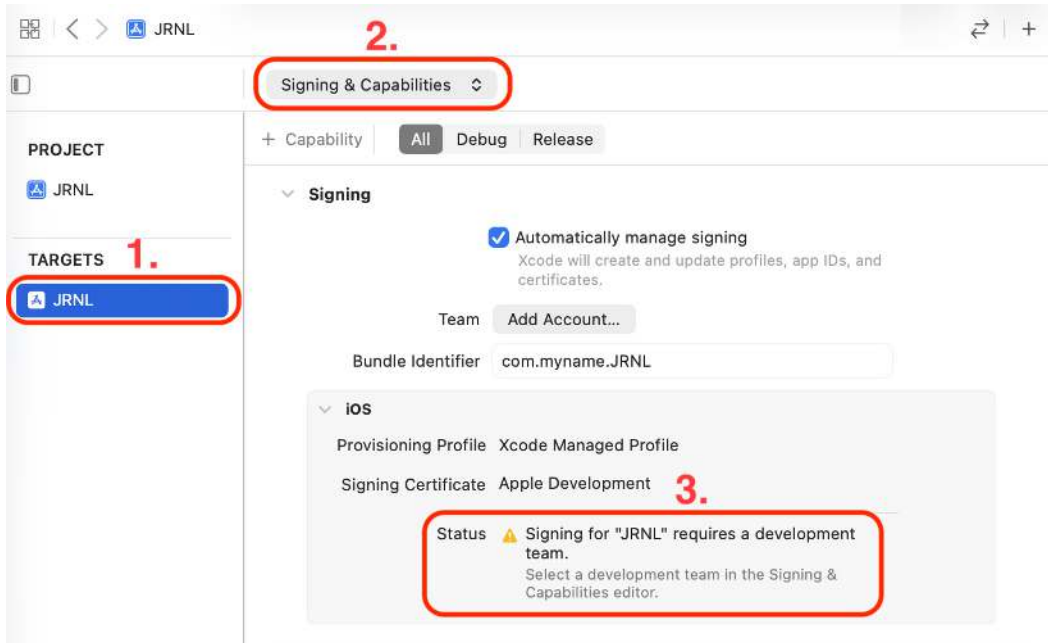 JRNL
2.
Signing & Capabilities
+ Capability All Debug Release
PROJECT
JRNL
TARGETS
1.
JRNL
Signing
Automatically manage signing
Xcode will create and update profiles, app IDs, and
certificates.
Team Add Account...
Bundle Identifier com.myname.JRNL
iOS
Provisioning Profile Xcode Managed Profile
Signing Certificate Apple Development
3.
Status Signing for "JRNL" requires a development
team.
Select a development team in the Signing &
Capabilities editor.